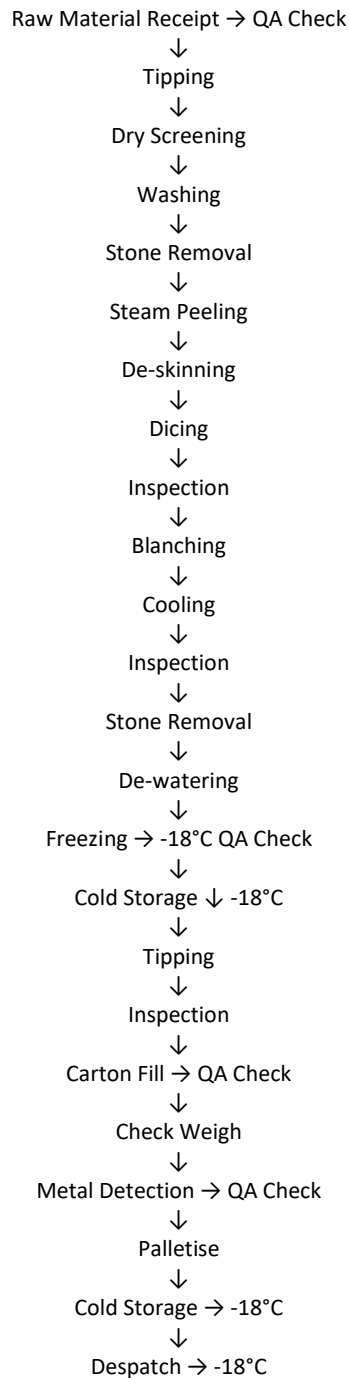 Raw Material Receipt → QA Check
↓
Tipping
↓
Dry Screening
↓
Washing
↓
Stone Removal
↓
Steam Peeling
↓
De-skinning
↓
Dicing
↓
Inspection
↓
Blanching
↓
Cooling
↓
Inspection
↓
Stone Removal
↓
De-watering
↓
Freezing → -18°C QA Check
↓
Cold Storage ↓ -18°C
↓
Tipping
↓
Inspection
↓
Carton Fill → QA Check
↓
Check Weigh
↓
Metal Detection → QA Check
↓
Palletise
↓
Cold Storage → -18°C
↓
Despatch → -18°C